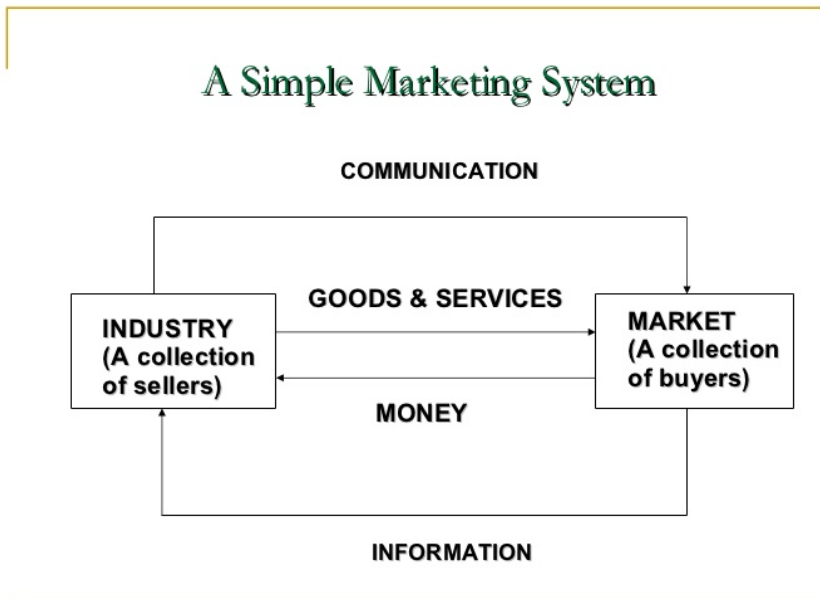 A Simple Marketing System
COMMUNICATION
GOODS & SERVICES
INDUSTRY
(A collection
of sellers)
MARKET
(A collection
of buyers)
MONEY
INFORMATION